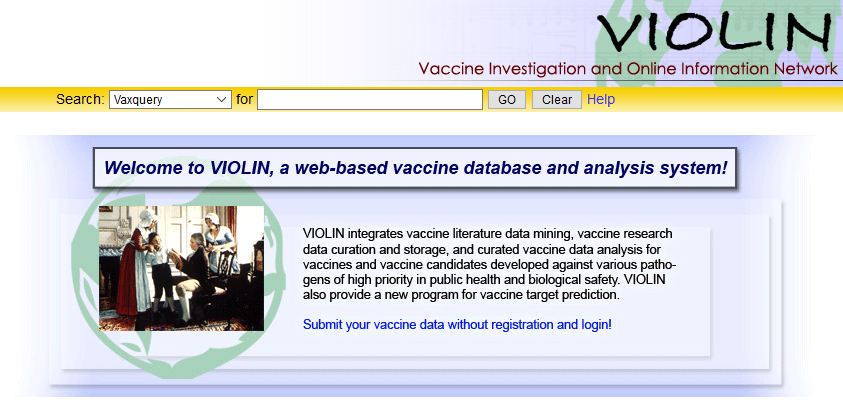 VIOLIN
Vaccine Investigation and Online Information Network
Search: Vaxquery for GO Clear Help
Welcome to VIOLIN, a web-based vaccine database and analysis system!
VIOLIN integrates vaccine literature data mining, vaccine research
data curation and storage, and curated vaccine data analysis for
vaccines and vaccine candidates developed against various patho-
gens of high priority in public health and biological safety. VIOLIN
also provide a new program for vaccine target prediction.
Submit your vaccine data without registration and login!